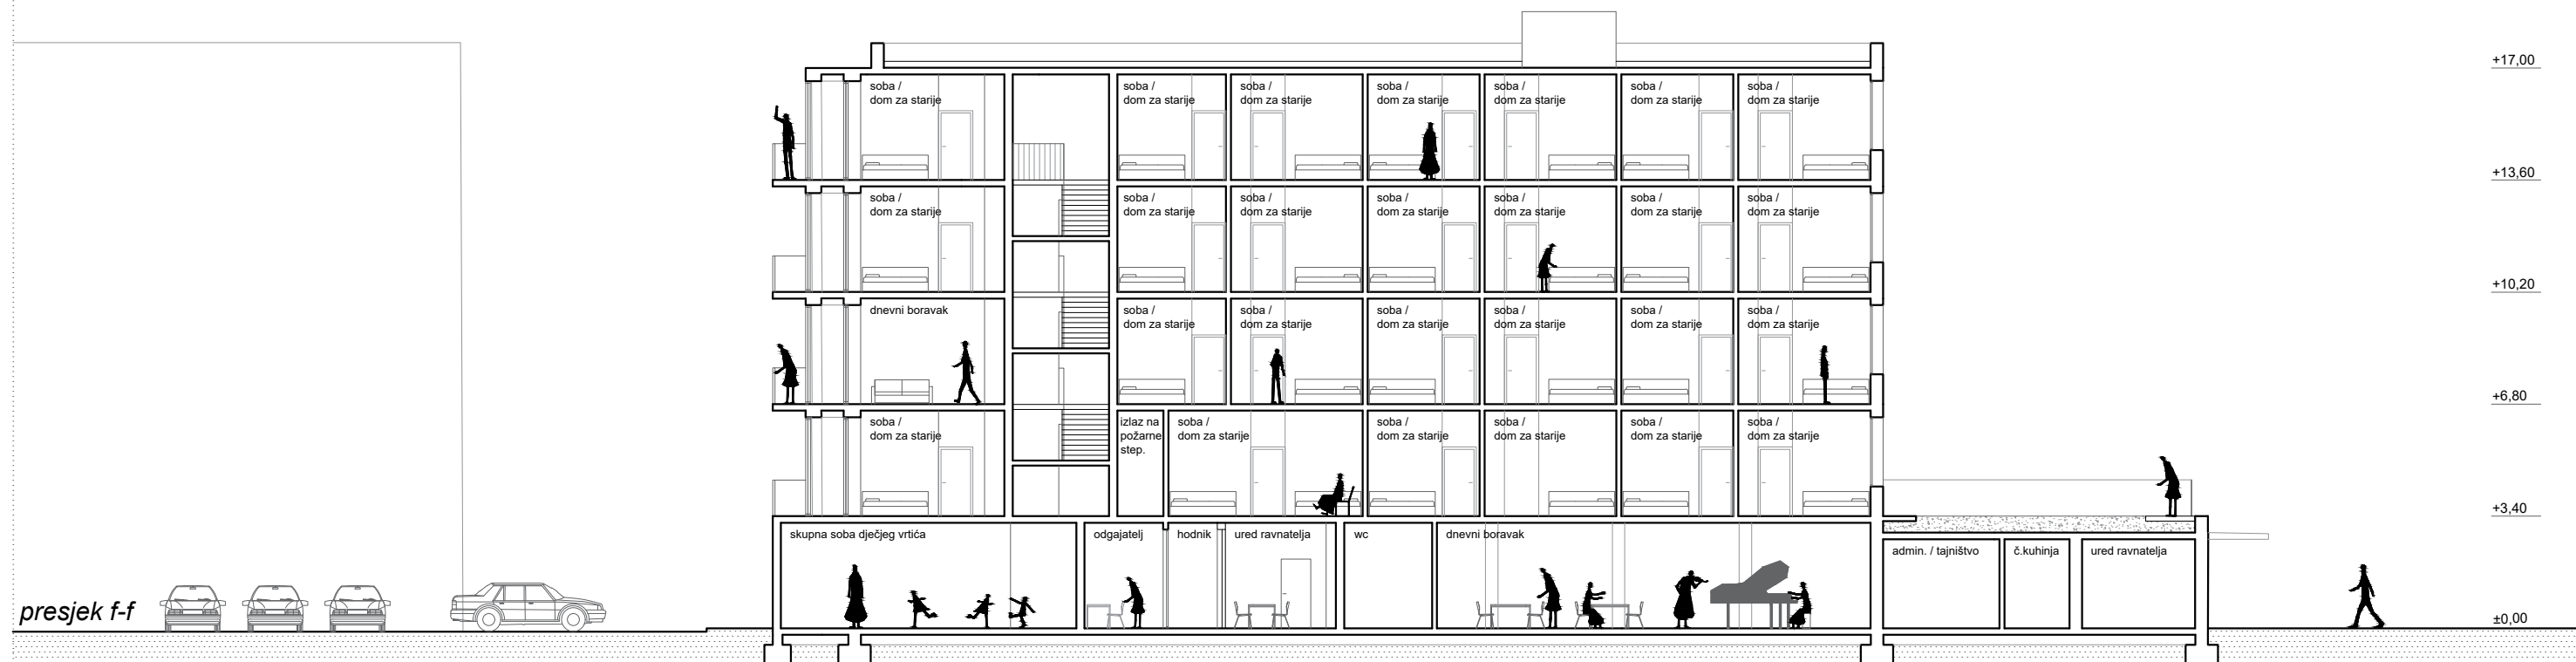 +17,00
soba /
dom za starije
soba /
dom za starije
soba /
dom za starije
soba /
dom za starije
soba /
dom za starije
soba /
dom za starije
soba /
dom za starije
+13,60
soba /
dom za starije
soba /
dom za starije
soba /
dom za starije
soba /
dom za starije
soba /
dom za starije
soba /
dom za starije
soba /
dom za starije
+10,20
dnevni boravak
soba /
dom za starije
soba /
dom za starije
soba /
dom za starije
soba /
dom za starije
soba /
dom za starije
soba /
dom za starije
+6,80
soba /
dom za starije
izlaz na
požarne
step.
soba /
dom za starije
soba /
dom za starije
soba /
dom za starije
soba /
dom za starije
soba /
dom za starije
+3,40
skupna soba dječjeg vrtića
odgajatelj
hodnik
ured ravnatelja
wc
dnevni boravak
admin. / tajništvo
č.kuhinja
ured ravnatelja
presjek f-f
±0,00